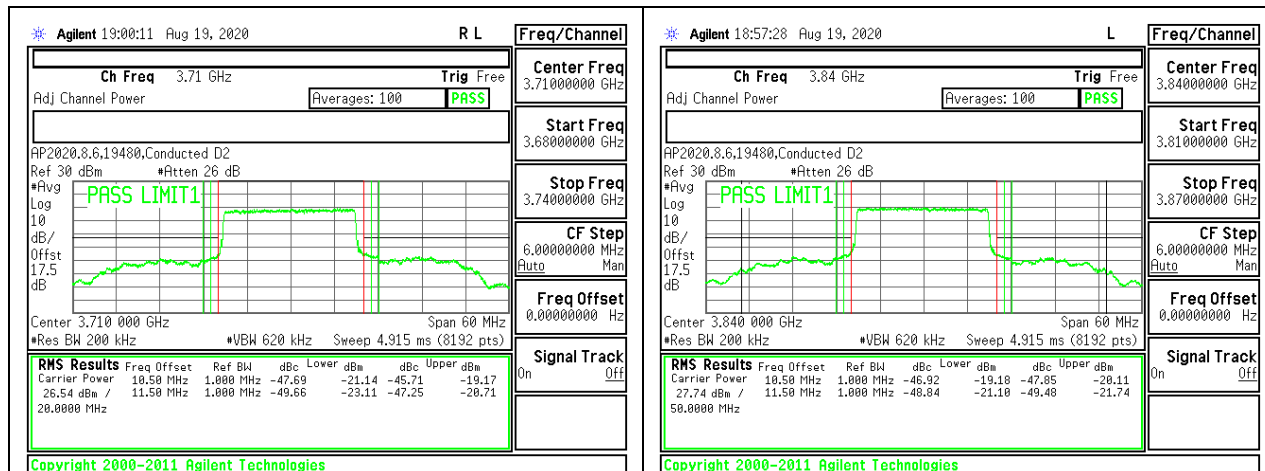 Agilent 19:00:11 Aug 19, 2020 R L Freq/Channel
Ch Freq 3.71 GHz Trig Free
Center Freq
3.71000000 GHz
Adj Channel Power Averages: 100 PASS
Start Freq
3.68000000 GHz
AP2020.8.6,19480,Conducted D2
Ref 30 dBm #Atten 26 dB
#Avg
Log
10
dB/
Offst
17.5
dB
PASS LIMIT1
Stop Freq
3.74000000 GHz
CF Step
6.00000000 MHz
Auto Man
Freq Offset
0.00000000 Hz
Center 3.710 000 GHz Span 60 MHz
#Res BW 200 kHz #VBW 620 kHz Sweep 4.915 ms (8192 pts)
Signal Track
On Off
RMS Results Freq Offset Ref BW dBc Lower dBm dBc Upper dBm
Carrier Power 10.50 MHz 1.000 MHz -47.69 -21.14 -45.71 -19.17
26.54 dBm / 11.50 MHz 1.000 MHz -49.66 -23.11 -47.25 -20.71
20.0000 MHz
Copyright 2000-2011 Agilent Technologies
Agilent 18:57:28 Aug 19, 2020 L Freq/Channel
Ch Freq 3.84 GHz Trig Free
Center Freq
3.84000000 GHz
Adj Channel Power Averages: 100 PASS
Start Freq
3.81000000 GHz
AP2020.8.6,19480,Conducted D2
Ref 30 dBm #Atten 26 dB
#Avg
Log
10
dB/
Offst
17.5
dB
PASS LIMIT1
Stop Freq
3.87000000 GHz
CF Step
6.00000000 MHz
Auto Man
Freq Offset
0.00000000 Hz
Center 3.840 000 GHz Span 60 MHz
#Res BW 200 kHz #VBW 620 kHz Sweep 4.915 ms (8192 pts)
Signal Track
On Off
RMS Results Freq Offset Ref BW dBc Lower dBm dBc Upper dBm
Carrier Power 10.50 MHz 1.000 MHz -46.92 -19.18 -47.85 -20.11
27.74 dBm / 11.50 MHz 1.000 MHz -48.84 -21.10 -49.48 -21.74
50.0000 MHz
Copyright 2000-2011 Agilent Technologies